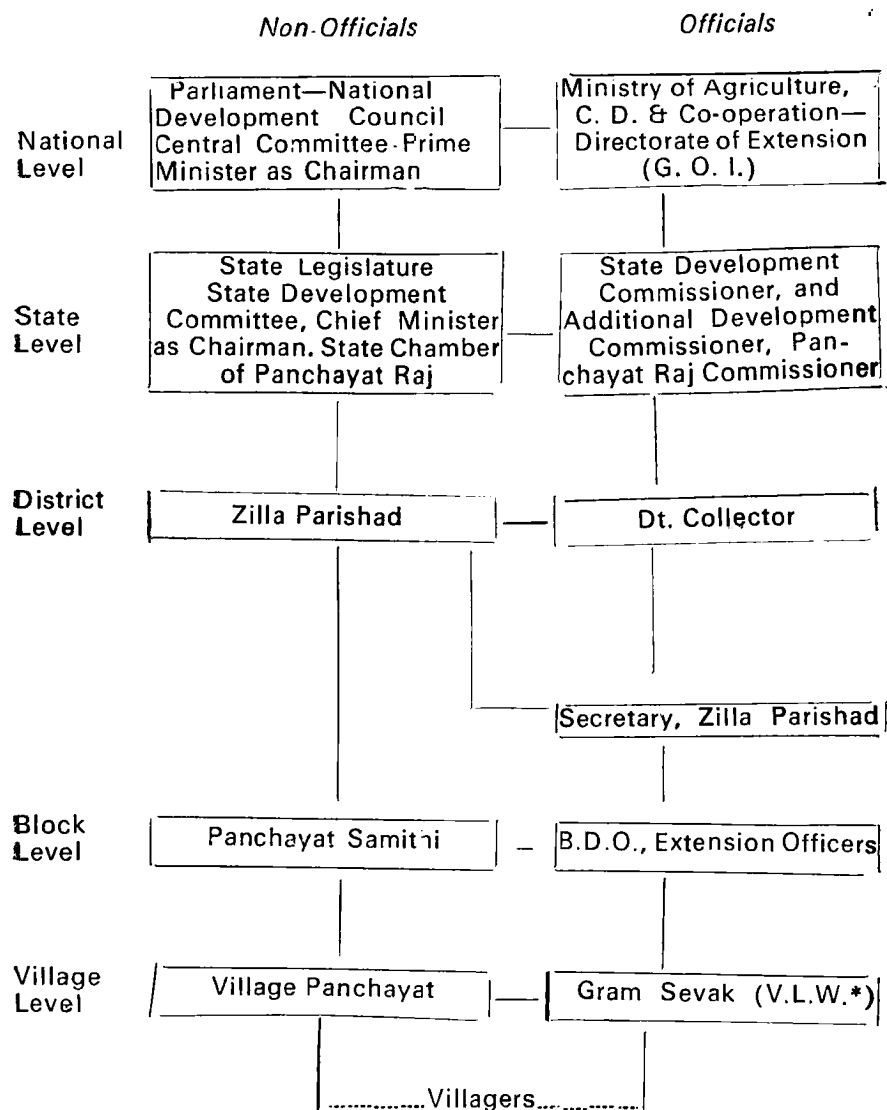 Non-Officials
Officials
National
Level
Parliament—National
Development Council
Central Committee-Prime
Minister as Chairman
Ministry of Agriculture,
C. D. & Co-operation—
Directorate of Extension
(G. O. I.)
State
Level
State Legislature
State Development
Committee, Chief Minister
as Chairman. State Chamber
of Panchayat Raj
State Development
Commissioner, and
Additional Development
Commissioner, Pan-
chayat Raj Commissioner
District
Level
Zilla Parishad
Dt. Collector
Secretary, Zilla Parishad
Block
Level
Panchayat Samithi
B.D.O., Extension Officers
Village
Level
Village Panchayat
Gram Sevak (V.L.W.*)
Villagers